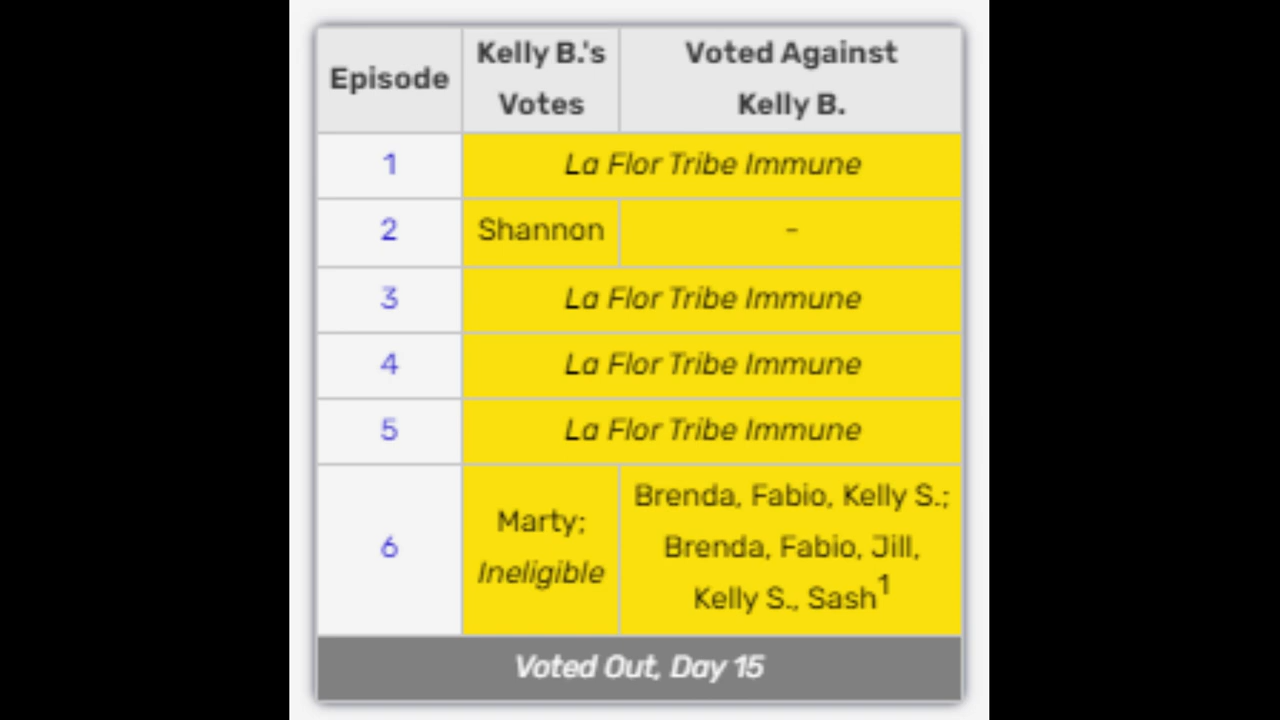 Episode
Kelly B.'s
Votes
Voted Against
Kelly B.
1
La Flor Tribe Immune
2
Shannon
-
3
La Flor Tribe Immune
4
La Flor Tribe Immune
5
La Flor Tribe Immune
6
Marty;
Ineligible
Brenda, Fabio, Kelly S.;
Brenda, Fabio, Jill,
Kelly S., Sash1
Voted Out, Day 15